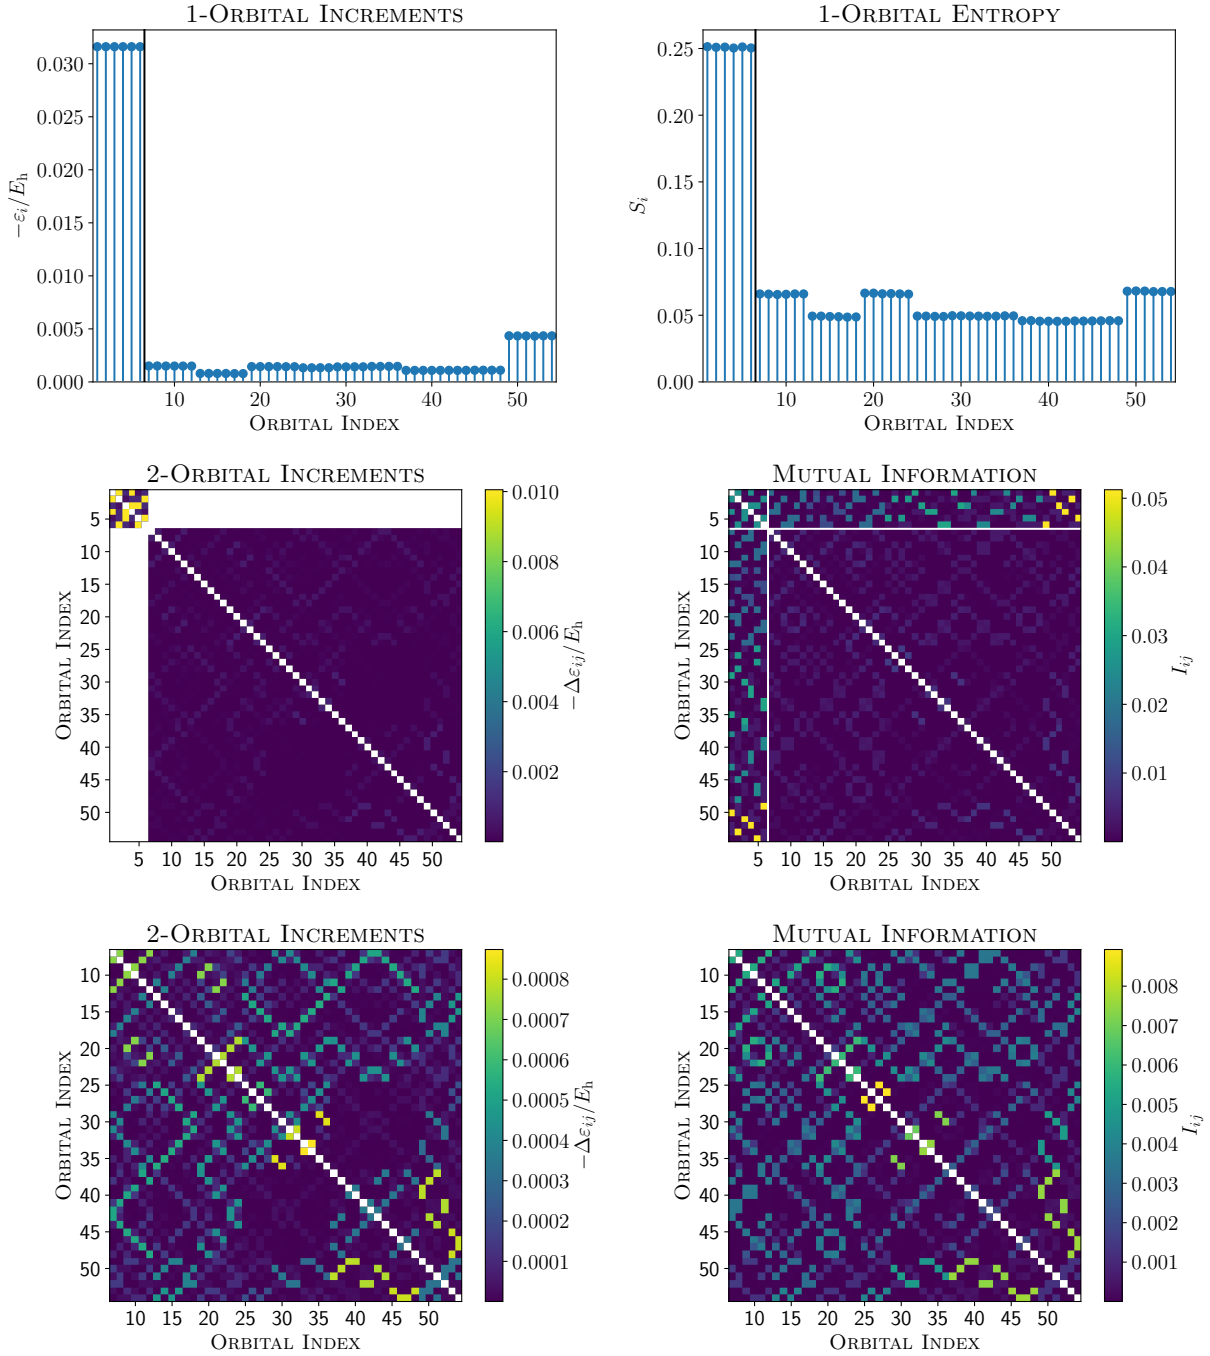 1-ORBITAL INCREMENTS
0.030
0.025
0.020
0.015
0.010
0.005
0.000
−εᵢ/Eₕ
10 20 30 40 50
ORBITAL INDEX
1-ORBITAL ENTROPY
0.25
0.20
0.15
0.10
0.05
0.00
Sᵢ
10 20 30 40 50
ORBITAL INDEX
2-ORBITAL INCREMENTS
5
10
15
20
25
30
35
40
45
50
ORBITAL INDEX
5 10 15 20 25 30 35 40 45 50
ORBITAL INDEX
0.010
0.008
0.006
0.004
0.002
−Δεᵢⱼ/Eₕ
MUTUAL INFORMATION
5
10
15
20
25
30
35
40
45
50
ORBITAL INDEX
5 10 15 20 25 30 35 40 45 50
ORBITAL INDEX
0.05
0.04
0.03
0.02
0.01
Iᵢⱼ
2-ORBITAL INCREMENTS
10
15
20
25
30
35
40
45
50
ORBITAL INDEX
10 15 20 25 30 35 40 45 50
ORBITAL INDEX
0.0008
0.0007
0.0006
0.0005
0.0004
0.0003
0.0002
0.0001
−Δεᵢⱼ/Eₕ
MUTUAL INFORMATION
10
15
20
25
30
35
40
45
50
ORBITAL INDEX
10 15 20 25 30 35 40 45 50
ORBITAL INDEX
0.008
0.007
0.006
0.005
0.004
0.003
0.002
0.001
Iᵢⱼ